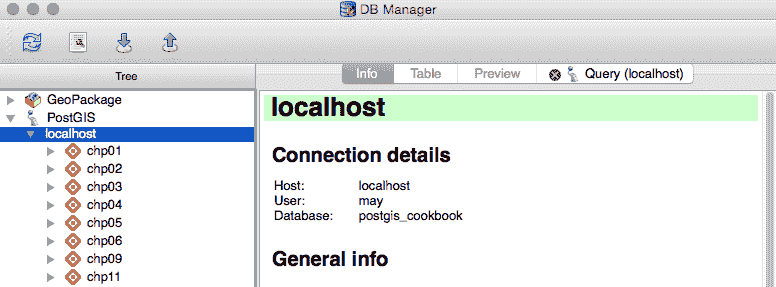 DB Manager
Tree
Info
Table
Preview
Query (localhost)
GeoPackage
PostGIS
localhost
chp01
chp02
chp03
chp04
chp05
chp06
chp09
chp11
localhost
Connection details
Host: localhost
User: may
Database: postgis_cookbook
General info